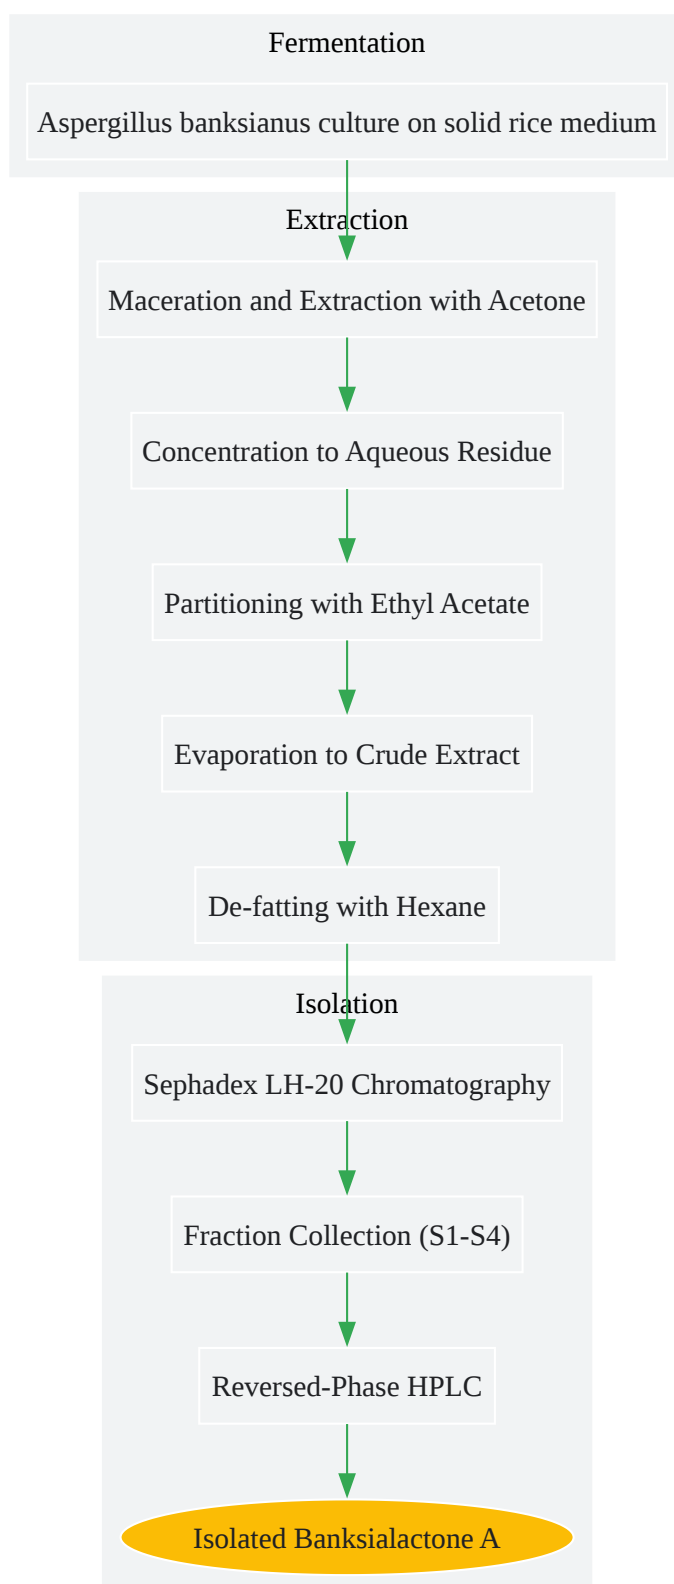 Fermentation
Aspergillus banksianus culture on solid rice medium
Extraction
Maceration and Extraction with Acetone
Concentration to Aqueous Residue
Partitioning with Ethyl Acetate
Evaporation to Crude Extract
De-fatting with Hexane
Isolation
Sephadex LH-20 Chromatography
Fraction Collection (S1-S4)
Reversed-Phase HPLC
Isolated Banksialactone A